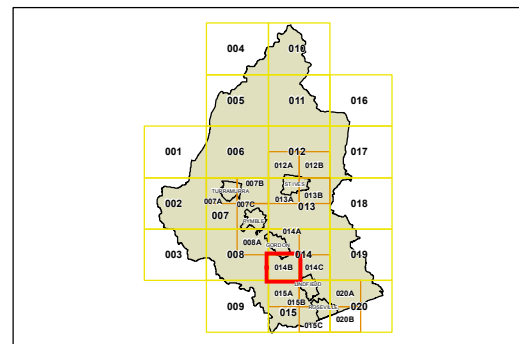 004 010
005 011 016
001 006 012 017
012A 012B
007B ST IVES
TURRAMURRA
002 007A 007C 013A 013B 018
007 013
PYMBLE
014A
008A GORDON
003 008 014 019
014B 014C
LINDFIELD
015A 020A
009 015B 020
015 ROSEVILLE
015C 020B